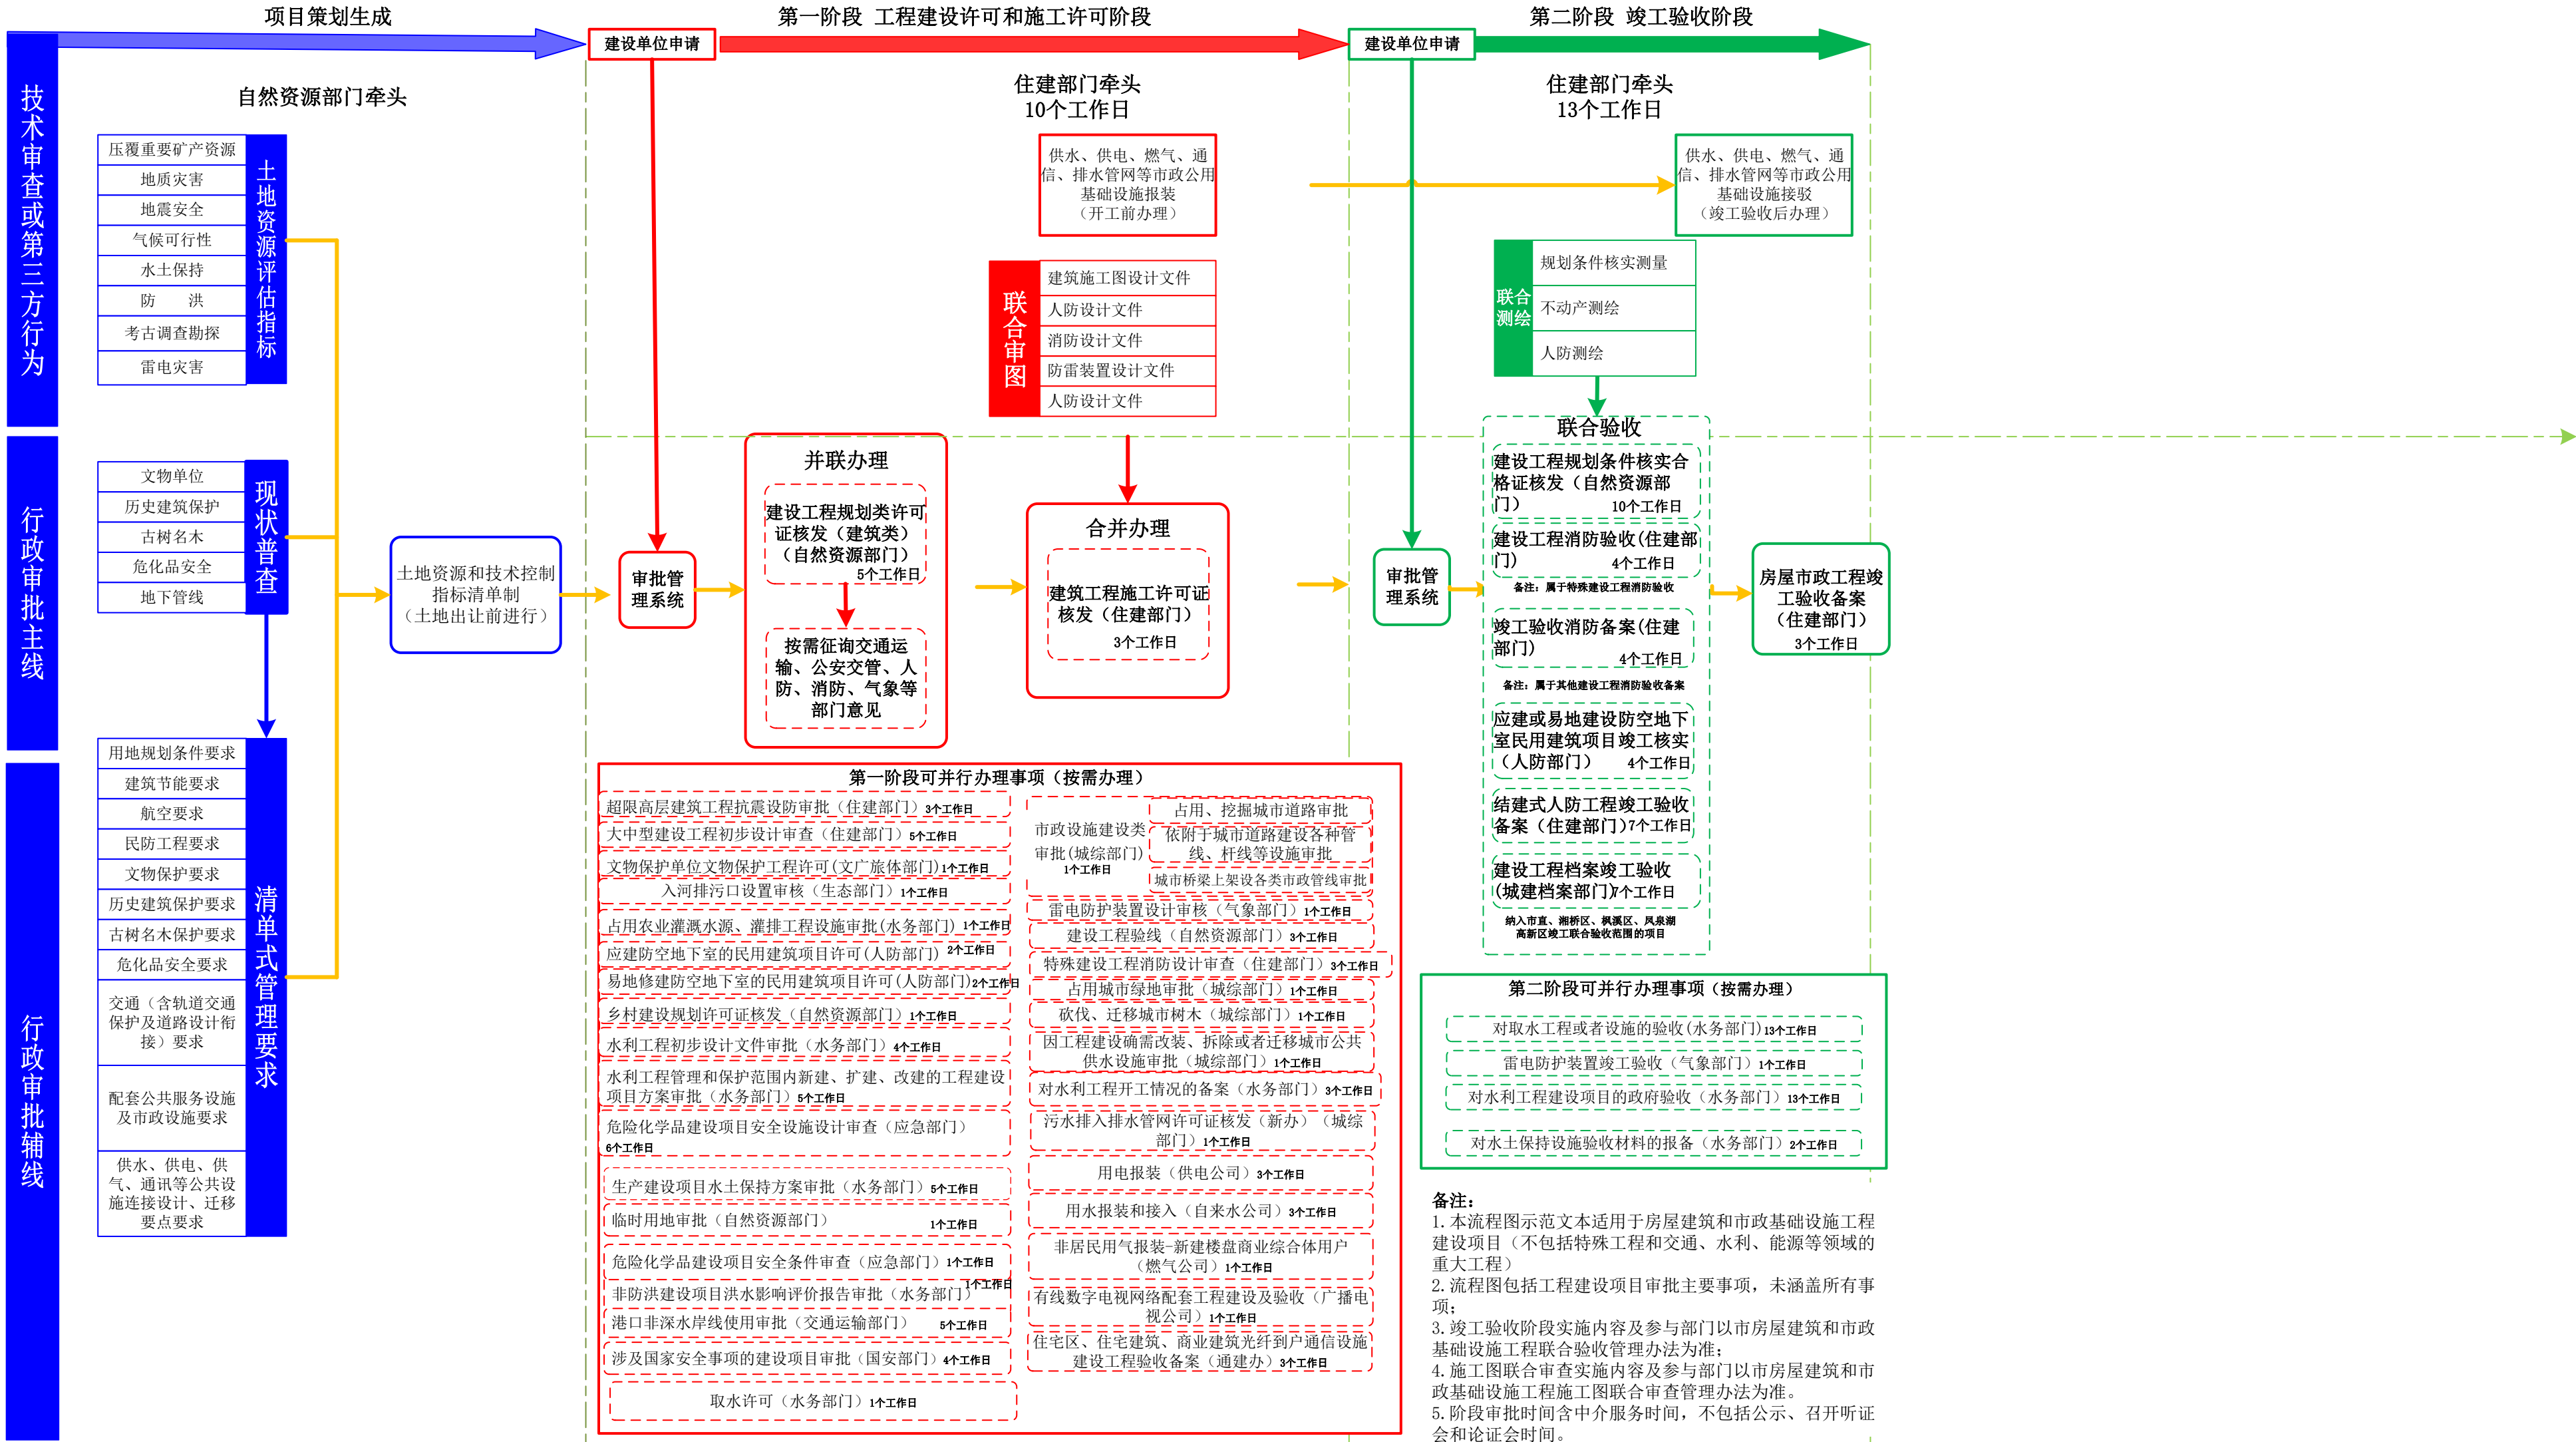 项目策划生成
第一阶段 工程建设许可和施工许可阶段
第二阶段 竣工验收阶段
建设单位申请
建设单位申请
技术审查或第三方行为
自然资源部门牵头
住建部门牵头
10个工作日
住建部门牵头
13个工作日
压覆重要矿产资源
地质灾害
地震安全
气候可行性
水土保持
防 洪
考古调查勘探
雷电灾害
土地资源评估指标
供水、供电、燃气、通
信、排水管网等市政公用
基础设施报装
（开工前办理）
供水、供电、燃气、通
信、排水管网等市政公用
基础设施接驳
（竣工验收后办理）
联合审图
建筑施工图设计文件
人防设计文件
消防设计文件
防雷装置设计文件
人防设计文件
联合
测绘
规划条件核实测量
不动产测绘
人防测绘
行政审批主线
文物单位
历史建筑保护
古树名木
危化品安全
地下管线
现状普查
土地资源和技术控制
指标清单制
（土地出让前进行）
审批管
理系统
并联办理
建设工程规划类许可
证核发（建筑类）
（自然资源部门）
5个工作日
按需征询交通运
输、公安交管、人
防、消防、气象等
部门意见
合并办理
建筑工程施工许可证
核发（住建部门）
3个工作日
审批管
理系统
联合验收
建设工程规划条件核实合
格证核发（自然资源部
门）
10个工作日
建设工程消防验收(住建部
门)
4个工作日
备注: 属于特殊建设工程消防验收
竣工验收消防备案(住建
部门)
4个工作日
备注: 属于其他建设工程消防验收备案
应建或易地建设防空地下
室民用建筑项目竣工核实
（人防部门）
4个工作日
结建式人防工程竣工验收
备案（住建部门)7个工作日
建设工程档案竣工验收
(城建档案部门)7个工作日
纳入市直、湘桥区、枫溪区、凤泉湖
高新区竣工联合验收范围的项目
房屋市政工程竣
工验收备案
（住建部门）
3个工作日
行政审批辅线
用地规划条件要求
建筑节能要求
航空要求
民防工程要求
文物保护要求
历史建筑保护要求
古树名木保护要求
危化品安全要求
交通（含轨道交通
保护及道路设计衔
接）要求
配套公共服务设施
及市政设施要求
供水、供电、供
气、通讯等公共设
施连接设计、迁移
要点要求
清单式管理要求
第一阶段可并行办理事项（按需办理）
超限高层建筑工程抗震设防审批（住建部门）3个工作日
大中型建设工程初步设计审查（住建部门）5个工作日
文物保护单位文物保护工程许可(文广旅体部门)1个工作日
入河排污口设置审核（生态部门）1个工作日
占用农业灌溉水源、灌排工程设施审批(水务部门) 1个工作日
应建防空地下室的民用建筑项目许可(人防部门) 2个工作日
易地修建防空地下室的民用建筑项目许可(人防部门)2个工作日
乡村建设规划许可证核发（自然资源部门）1个工作日
水利工程初步设计文件审批（水务部门）4个工作日
水利工程管理和保护范围内新建、扩建、改建的工程建设
项目方案审批（水务部门）5个工作日
危险化学品建设项目安全设施设计审查（应急部门）
6个工作日
生产建设项目水土保持方案审批（水务部门）5个工作日
临时用地审批（自然资源部门） 1个工作日
危险化学品建设项目安全条件审查（应急部门）1个工作日
1个工作日
非防洪建设项目洪水影响评价报告审批（水务部门）
港口非深水岸线使用审批（交通运输部门） 5个工作日
涉及国家安全事项的建设项目审批（国安部门）4个工作日
取水许可（水务部门）1个工作日
市政设施建设类
审批(城综部门)
1个工作日
占用、挖掘城市道路审批
依附于城市道路建设各种管
线、杆线等设施审批
城市桥梁上架设各类市政管线审批
雷电防护装置设计审核（气象部门）1个工作日
建设工程验线（自然资源部门）3个工作日
特殊建设工程消防设计审查（住建部门）3个工作日
占用城市绿地审批（城综部门）1个工作日
砍伐、迁移城市树木（城综部门）1个工作日
因工程建设确需改装、拆除或者迁移城市公共
供水设施审批（城综部门）1个工作日
对水利工程开工情况的备案（水务部门）3个工作日
污水排入排水管网许可证核发（新办）（城综
部门）1个工作日
用电报装（供电公司）3个工作日
用水报装和接入（自来水公司）3个工作日
非居民用气报装-新建楼盘商业综合体用户
（燃气公司）1个工作日
有线数字电视网络配套工程建设及验收（广播电
视公司）1个工作日
住宅区、住宅建筑、商业建筑光纤到户通信设施
建设工程验收备案（通建办）3个工作日
第二阶段可并行办理事项（按需办理）
对取水工程或者设施的验收(水务部门)13个工作日
雷电防护装置竣工验收（气象部门）1个工作日
对水利工程建设项目的政府验收（水务部门）13个工作日
对水土保持设施验收材料的报备（水务部门）2个工作日
备注:
1.本流程图示范文本适用于房屋建筑和市政基础设施工程
建设项目（不包括特殊工程和交通、水利、能源等领域的
重大工程）
2.流程图包括工程建设项目审批主要事项，未涵盖所有事
项;
3.竣工验收阶段实施内容及参与部门以市房屋建筑和市政
基础设施工程联合验收管理办法为准;
4.施工图联合审查实施内容及参与部门以市房屋建筑和市
政基础设施工程施工图联合审查管理办法为准。
5.阶段审批时间含中介服务时间，不包括公示、召开听证
会和论证会时间。